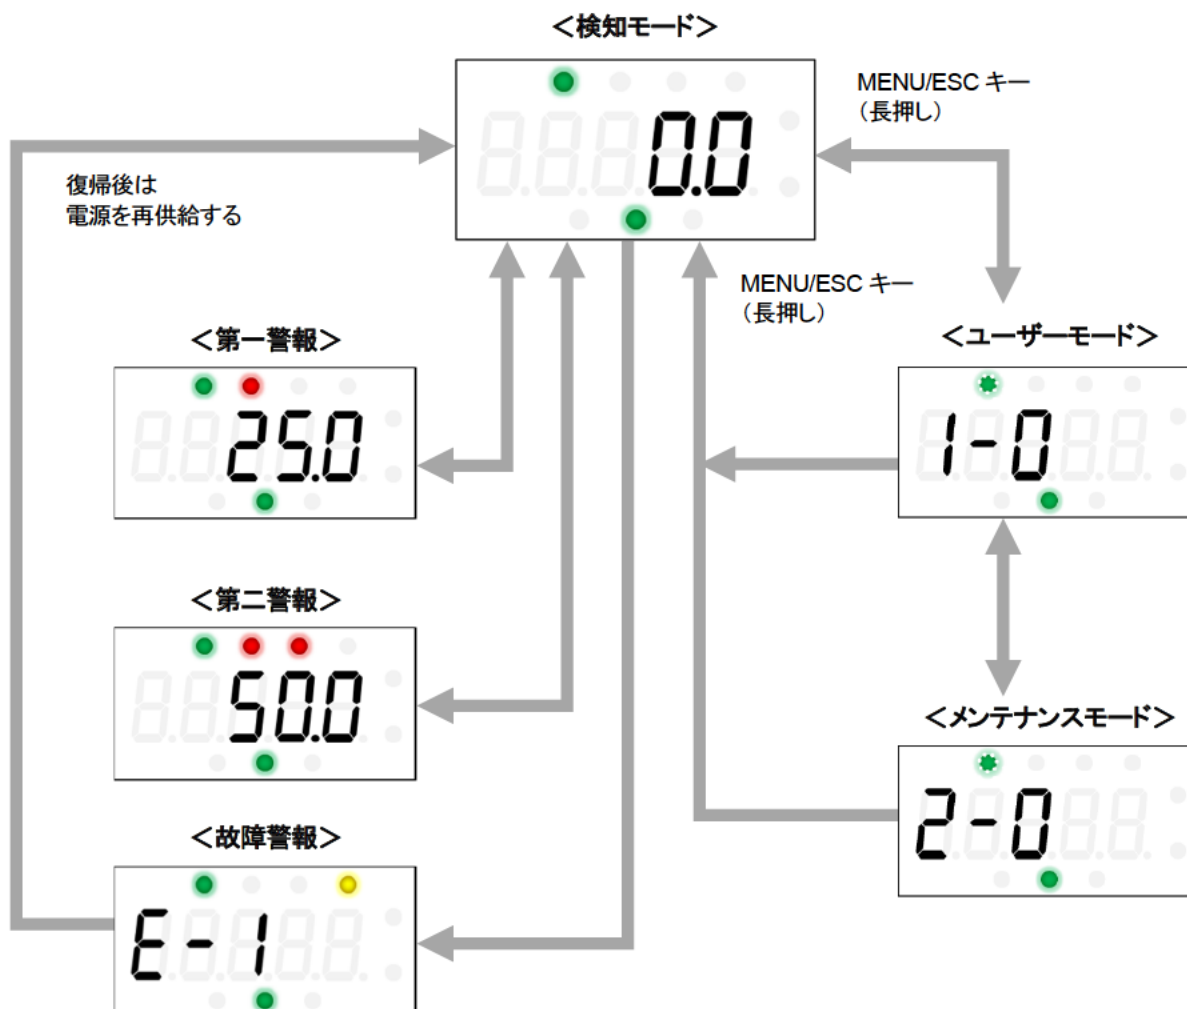 ＜検知モード＞
0.0
MENU/ESC キー
（長押し）
復帰後は
電源を再供給する
MENU/ESC キー
（長押し）
＜第一警報＞
25.0
＜ユーザーモード＞
1-0
＜第二警報＞
50.0
＜メンテナンスモード＞
2-0
＜故障警報＞
E-1